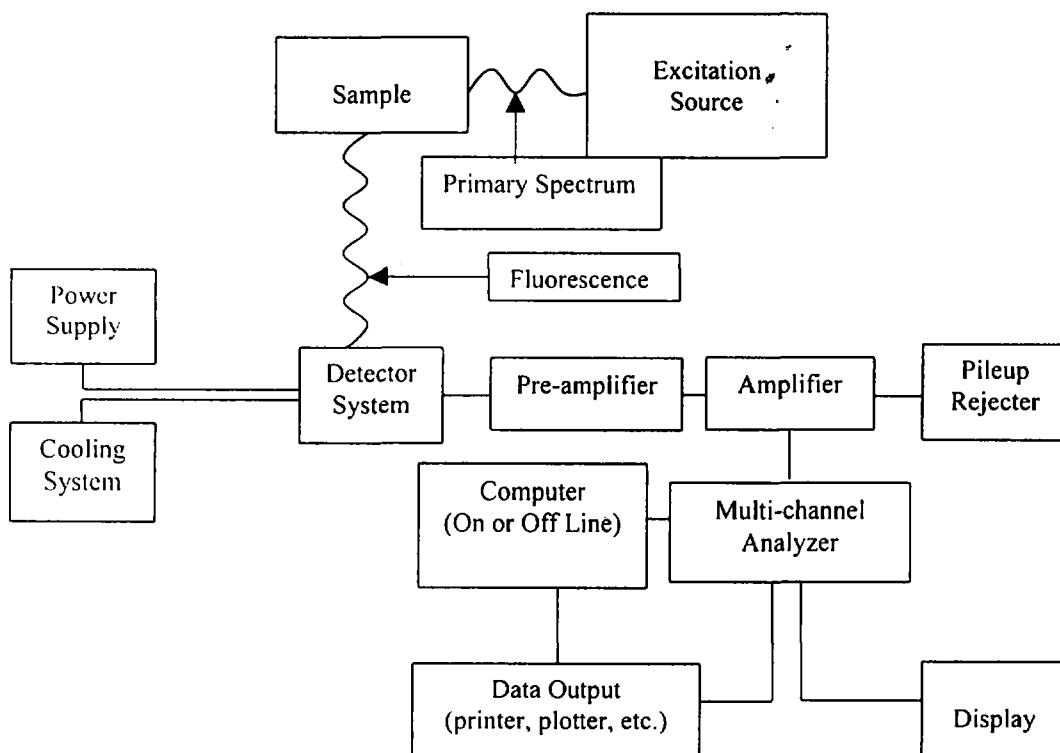 Sample
Excitation
Source
Primary Spectrum
Fluorescence
Power
Supply
Detector
System
Pre-amplifier
Amplifier
Pileup
Rejecter
Cooling
System
Computer
(On or Off Line)
Multi-channel
Analyzer
Data Output
(printer, plotter, etc.)
Display